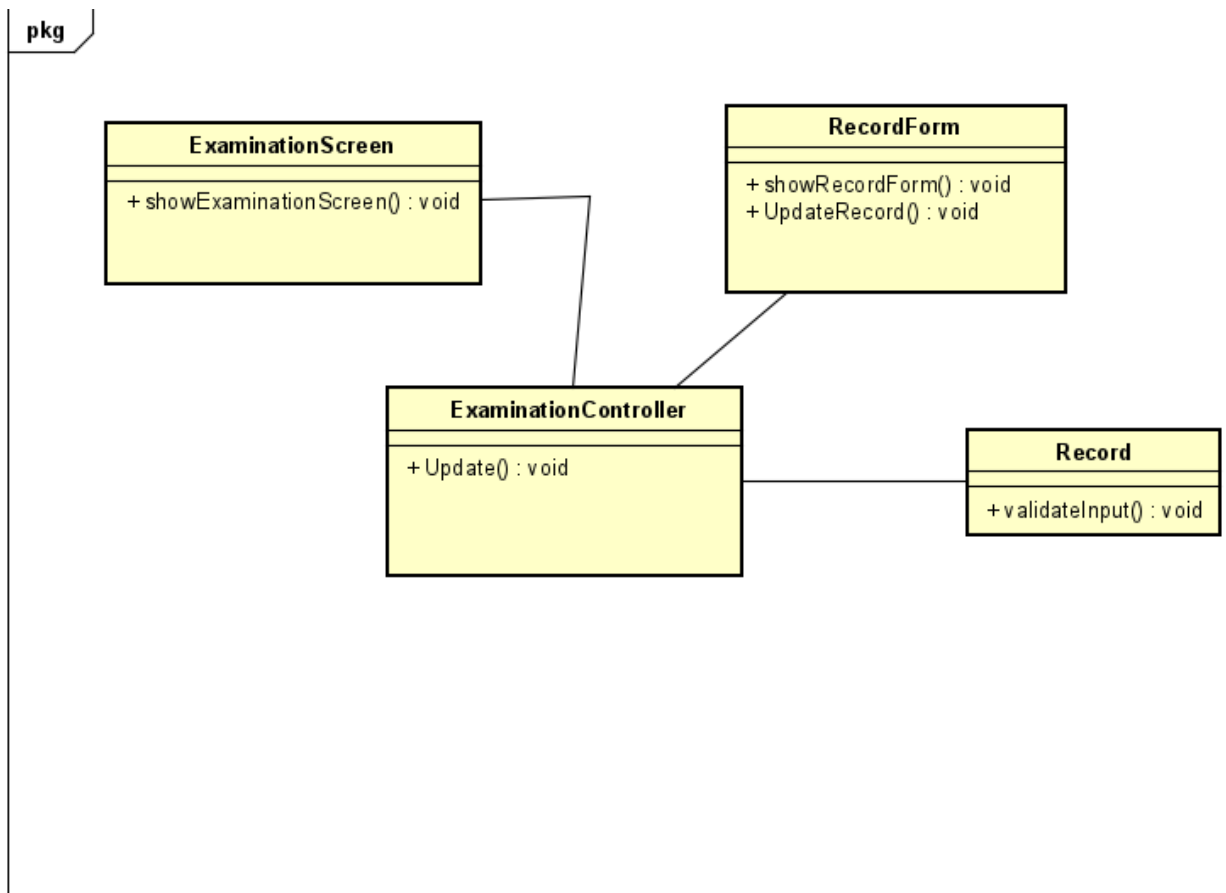 pkg
ExaminationScreen
+ showExaminationScreen() : void
RecordForm
+ showRecordForm() : void
+ UpdateRecord() : void
ExaminationController
+ Update() : void
Record
+ validateInput() : void